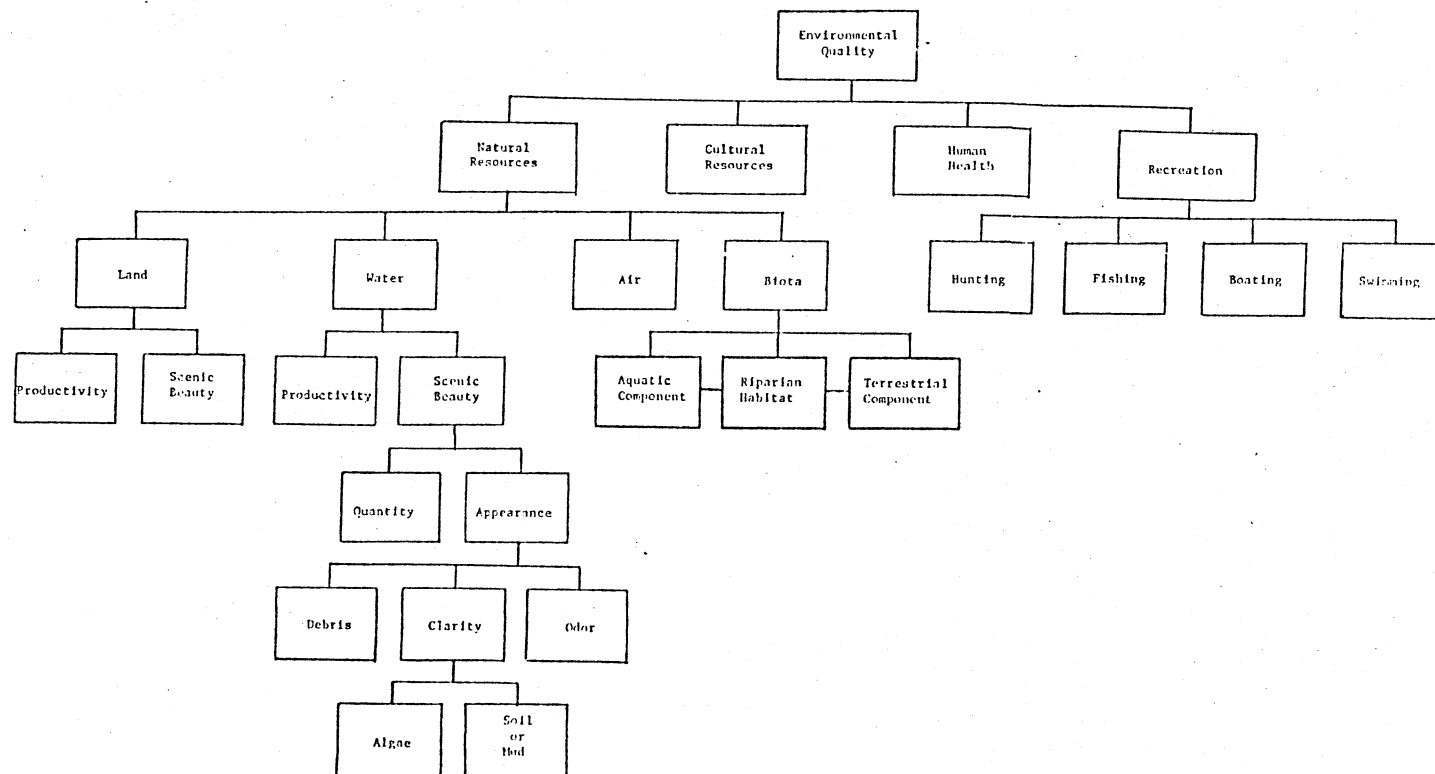 Environmental
Quality
Natural
Resources
Cultural
Resources
Human
Health
Recreation
Land
Water
Air
Biota
Hunting
Fishing
Boating
Swimming
Productivity
Scenic
Beauty
Productivity
Scenic
Beauty
Aquatic
Component
Riparian
Habitat
Terrestrial
Component
Quantity
Appearance
Debris
Clarity
Odor
Algae
Soil
or
Mud